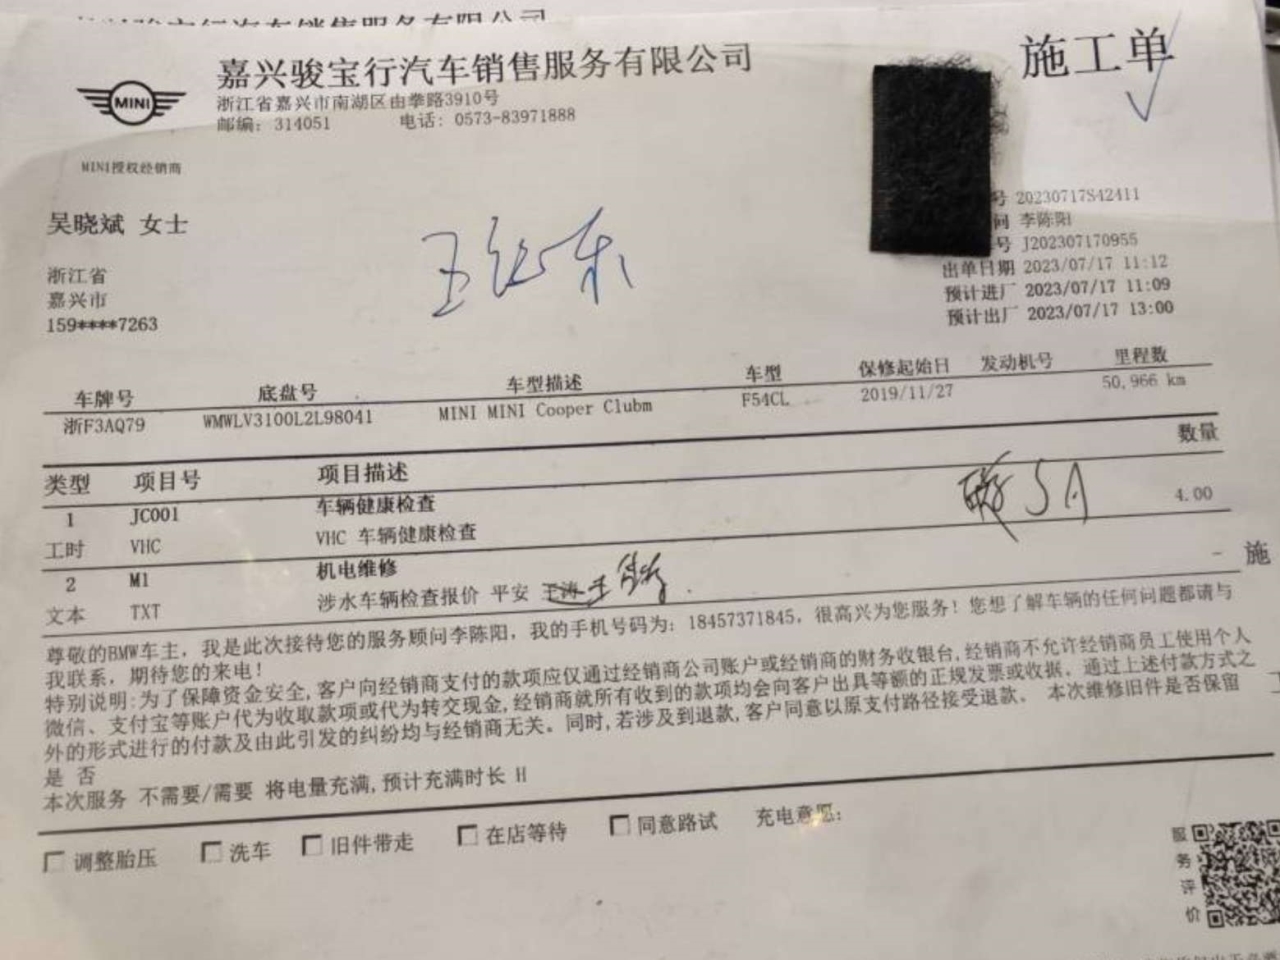 嘉兴骏宝行汽车销售服务有限公司
施工单
浙江省嘉兴市南湖区由拳路3910号
邮编: 314051 电话: 0573-83971888
MINI
MINI授权经销商
吴晓斌 女士
浙江省
嘉兴市
159****7263
号 20230717S42411
问 李陈阳
号 J202307170955
出单日期 2023/07/17 11:12
预计进厂 2023/07/17 11:09
预计出厂 2023/07/17 13:00
车牌号 底盘号 车型描述 车型 保修起始日 发动机号 里程数
浙F3AQ79 WMWLV3100L2L98041 MINI MINI Cooper Clubm F54CL 2019/11/27 50,966 km
类型 项目号 项目描述 数量
1 JC001 车辆健康检查
工时 VHC VHC 车辆健康检查 4.00
2 M1 机电维修
文本 TXT 涉水车辆检查报价 平安 -
施
尊敬的BMW车主, 我是此次接待您的服务顾问李陈阳, 我的手机号码为: 18457371845, 很高兴为您服务! 您想了解车辆的任何问题都请与
我联系, 期待您的来电!
特别说明:为了保障资金安全,客户向经销商支付的款项应仅通过经销商公司账户或经销商的财务收银台,经销商不允许经销商员工使用个人
微信、支付宝等账户代为收取款项或代为转交现金,经销商就所有收到的款项均会向客户出具等额的正规发票或收据。通过上述付款方式之
外的形式进行的付款及由此引发的纠纷均与经销商无关。同时,若涉及到退款,客户同意以原支付路径接受退款。 本次维修旧件是否保留
是 否
本次服务 不需要/需要 将电量充满,预计充满时长 H
调整胎压 洗车 旧件带走 在店等待 同意路试 充电意愿:
服务评价